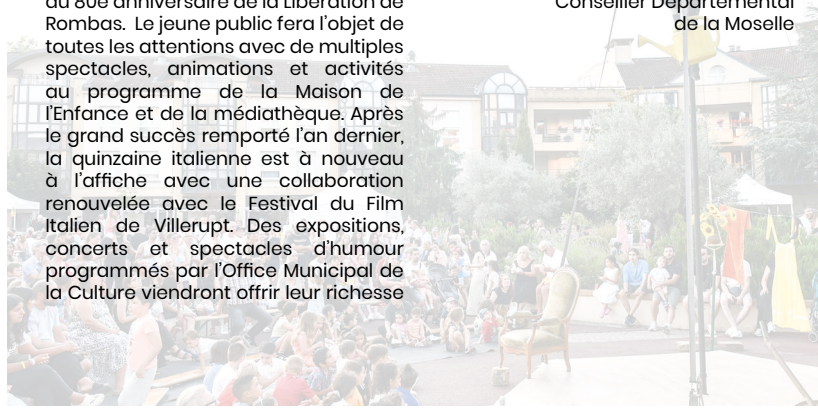 du 80e anniversaire de la Libération de
Rombas. Le jeune public fera l'objet de
toutes les attentions avec de multiples
spectacles, animations et activités
au programme de la Maison de
l'Enfance et de la médiathèque. Après
le grand succès remporté l'an dernier,
la quinzaine italienne est à nouveau
à l'affiche avec une collaboration
renouvelée avec le Festival du Film
Italien de Villerupt. Des expositions,
concerts et spectacles d'humour
programmés par l'Office Municipal de
la Culture viendront offrir leur richesse
Conseiller Départemental
de la Moselle